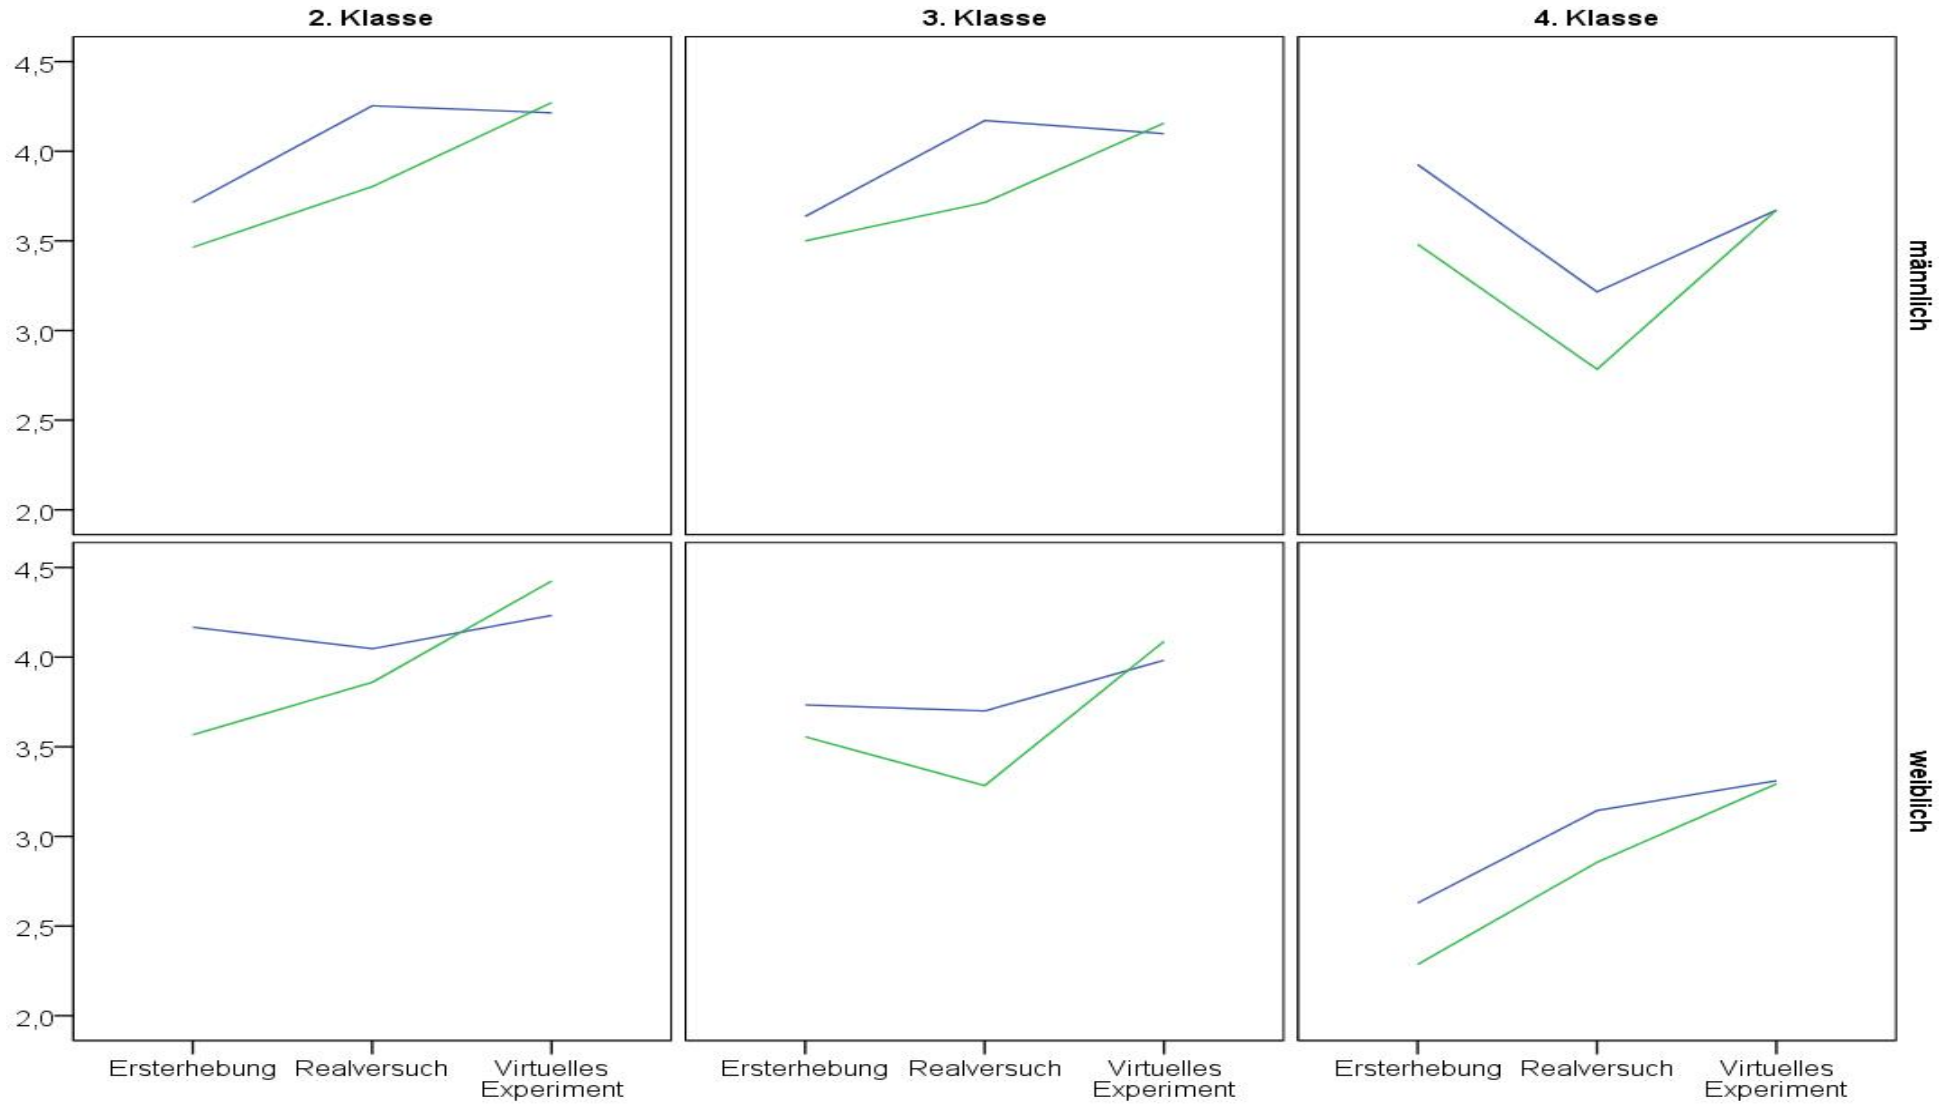 2. Klasse
3. Klasse
4. Klasse
4,5
4,0
3,5
3,0
2,5
2,0
männlich
4,5
4,0
3,5
3,0
2,5
2,0
weiblich
Ersterhebung
Realversuch
Virtuelles
Experiment
Ersterhebung
Realversuch
Virtuelles
Experiment
Ersterhebung
Realversuch
Virtuelles
Experiment